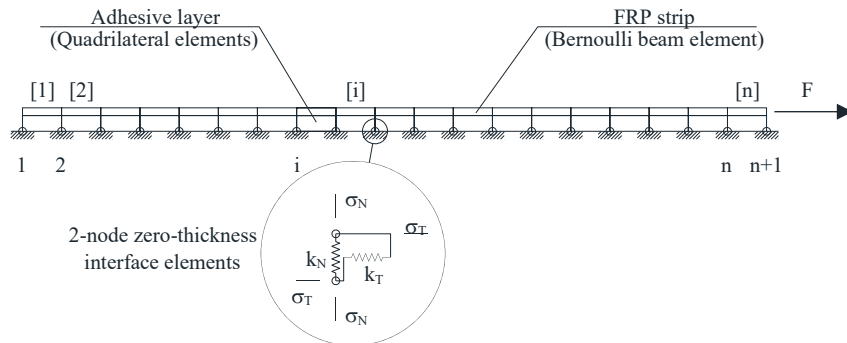 Adhesive layer
(Quadrilateral elements)
FRP strip
(Bernoulli beam element)
[1] [2] [i] [n] F
1 2 i n n+1
2-node zero-thickness
interface elements
σN
σT
kN
kT
σT
σN